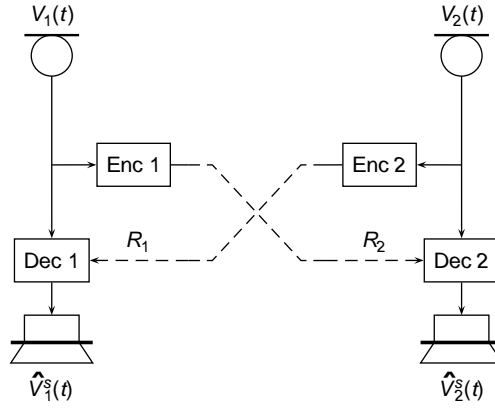 V₁(t) V₂(t)
Enc 1 Enc 2
R₁ R₂
Dec 1 Dec 2
V̂₁ˢ(t) V̂₂ˢ(t)